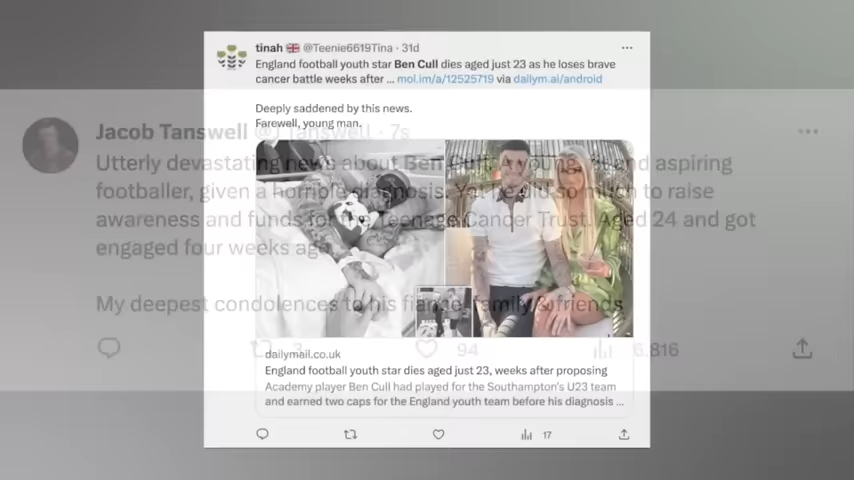 tinah 🇬🇧 @Teenie6619Tina · 31d
England football youth star Ben Cull dies aged just 23 as he loses brave
cancer battle weeks after ... mol.im/a/12525719 via dailym.ai/android
Deeply saddened by this news.
Farewell, young man.
dailymail.co.uk
England football youth star dies aged just 23, weeks after proposing
Academy player Ben Cull had played for the Southampton's U23 team
and earned two caps for the England youth team before his diagnosis ...
17
Jacob Tanswell @J_Tanswell · 7s
Utterly devastating news about Ben Cull, a young and aspiring
footballer, given a horrible diagnosis. so much to raise
awareness and funds for the Teenage Cancer Trust. Aged 24 and got
engaged four weeks ago.
My deepest condolences to his fiancé, family & friends
3 94 6,816